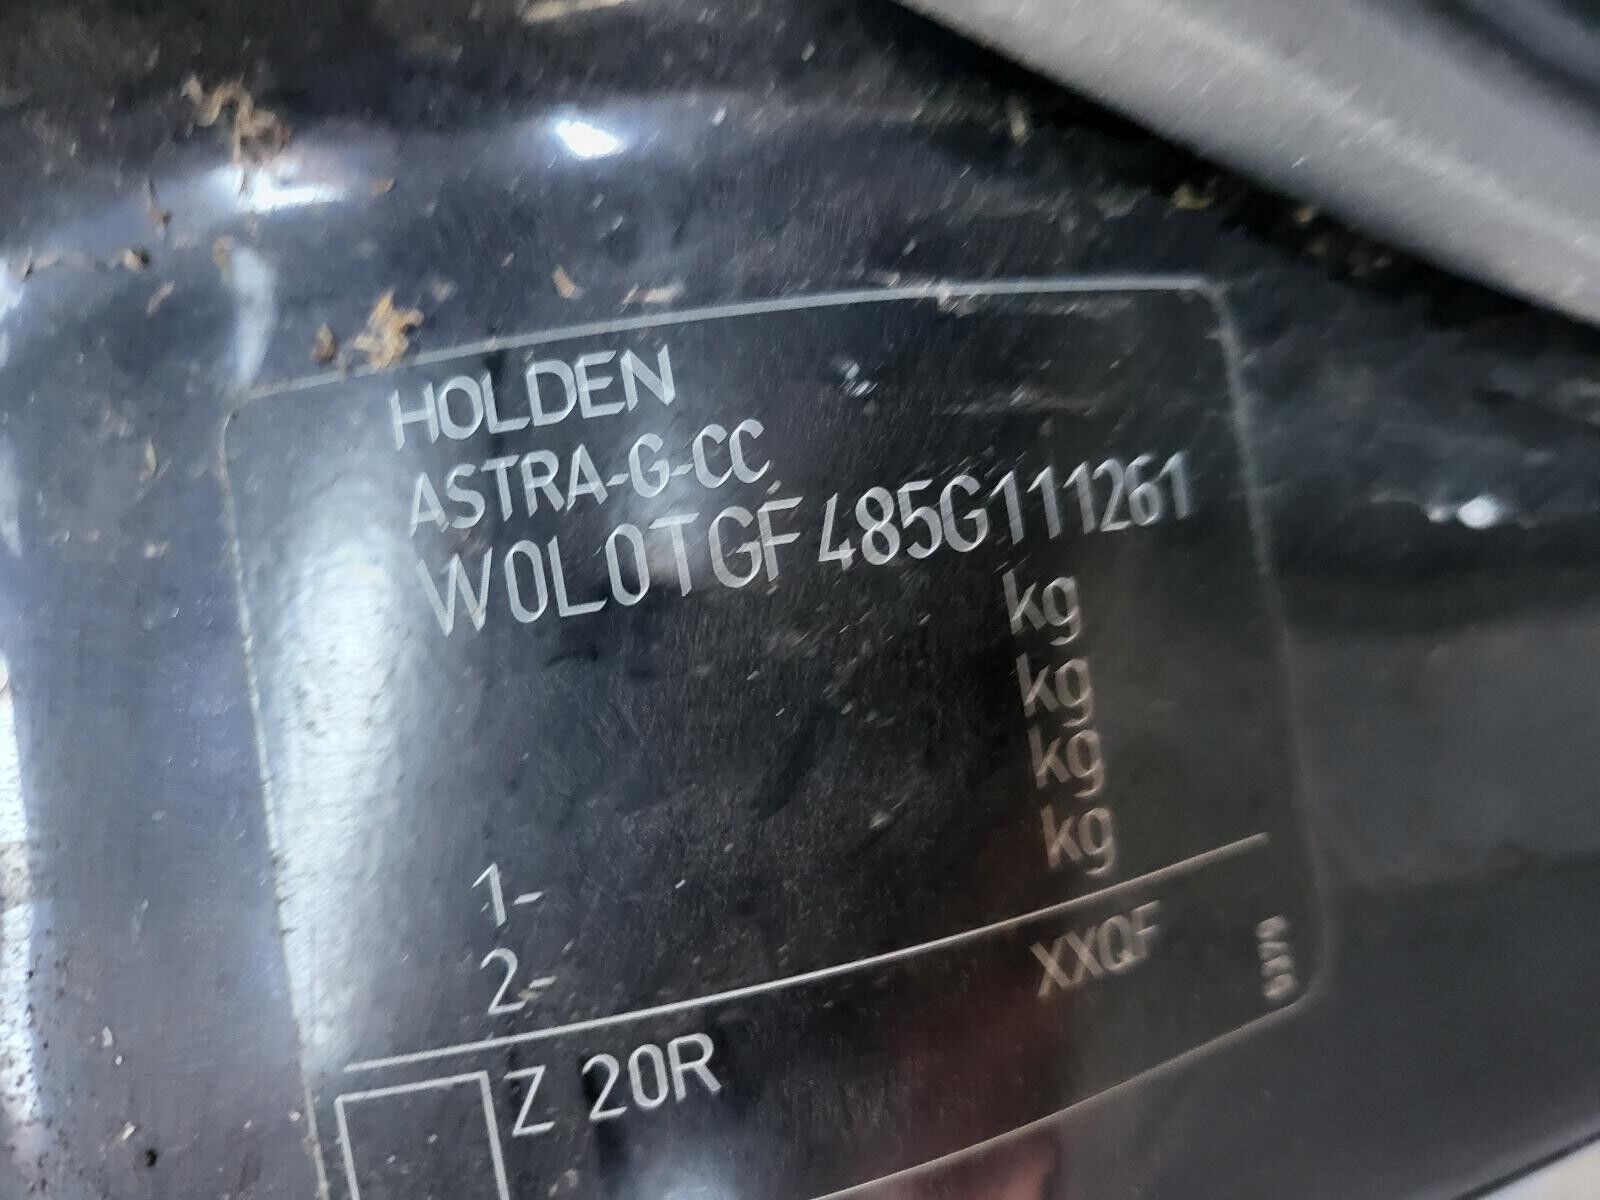 HOLDEN
ASTRA-G-CC
W0L0TGF485G111261
kg
kg
kg
1- kg
2-
XXQF
Z 20R